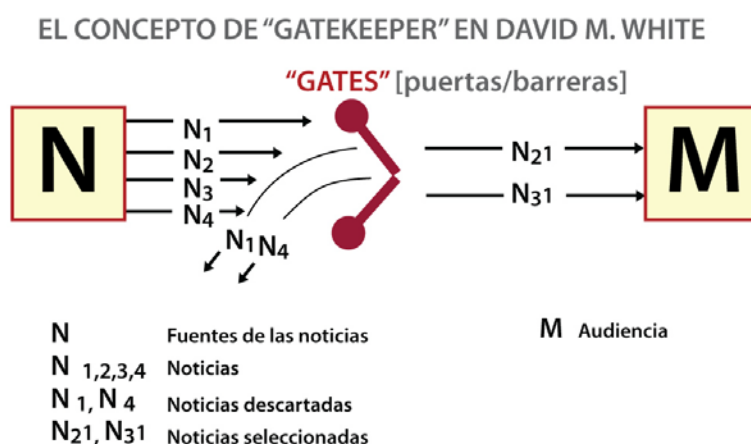 EL CONCEPTO DE “GATEKEEPER” EN DAVID M. WHITE
“GATES” [puertas/barreras]
N
N1
N2
N3
N4
N1 N4
N21
N31
M
N Fuentes de las noticias
N 1,2,3,4 Noticias
N 1, N 4 Noticias descartadas
N21, N31 Noticias seleccionadas
M Audiencia